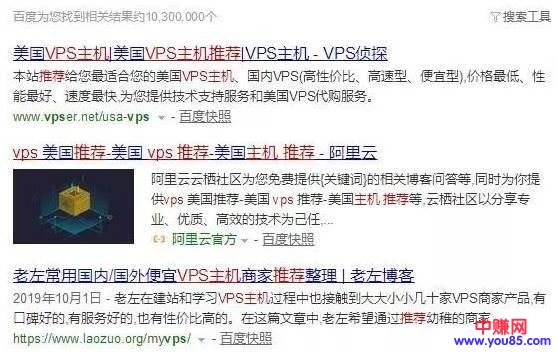 百度为您找到相关结果约10,300,000个
搜索工具
美国VPS主机|美国VPS主机推荐|VPS主机 - VPS侦探
本站推荐给您最适合您的美国VPS主机、国内VPS(高性价比、高速型、便宜型),价格最低、性
能最好、速度最快,为您提供技术支持服务和美国VPS代购服务。
www.vpser.net/usa-vps - 百度快照
vps 美国推荐-美国 vps 推荐-美国主机 推荐 - 阿里云
阿里云云栖社区为您免费提供{关键词}的相关博客问答等,同时为你提
供vps 美国推荐-美国 vps 推荐-美国主机 推荐等,云栖社区以分享专
业、优质、高效的技术为己任,...
阿里云官方 - 百度快照
老左常用国内/国外便宜VPS主机商家推荐整理 | 老左博客
2019年10月1日 - 老左在建站和学习VPS主机过程中也接触到大大小小几十家VPS商家产品,有
口碑好的,有服务好的,也有性价比高的。在这篇文章中,老左希望通过推荐幼稚的商家
https://www.laozuo.org/myvps/ - 百度快照
中赚网
www.you85.com